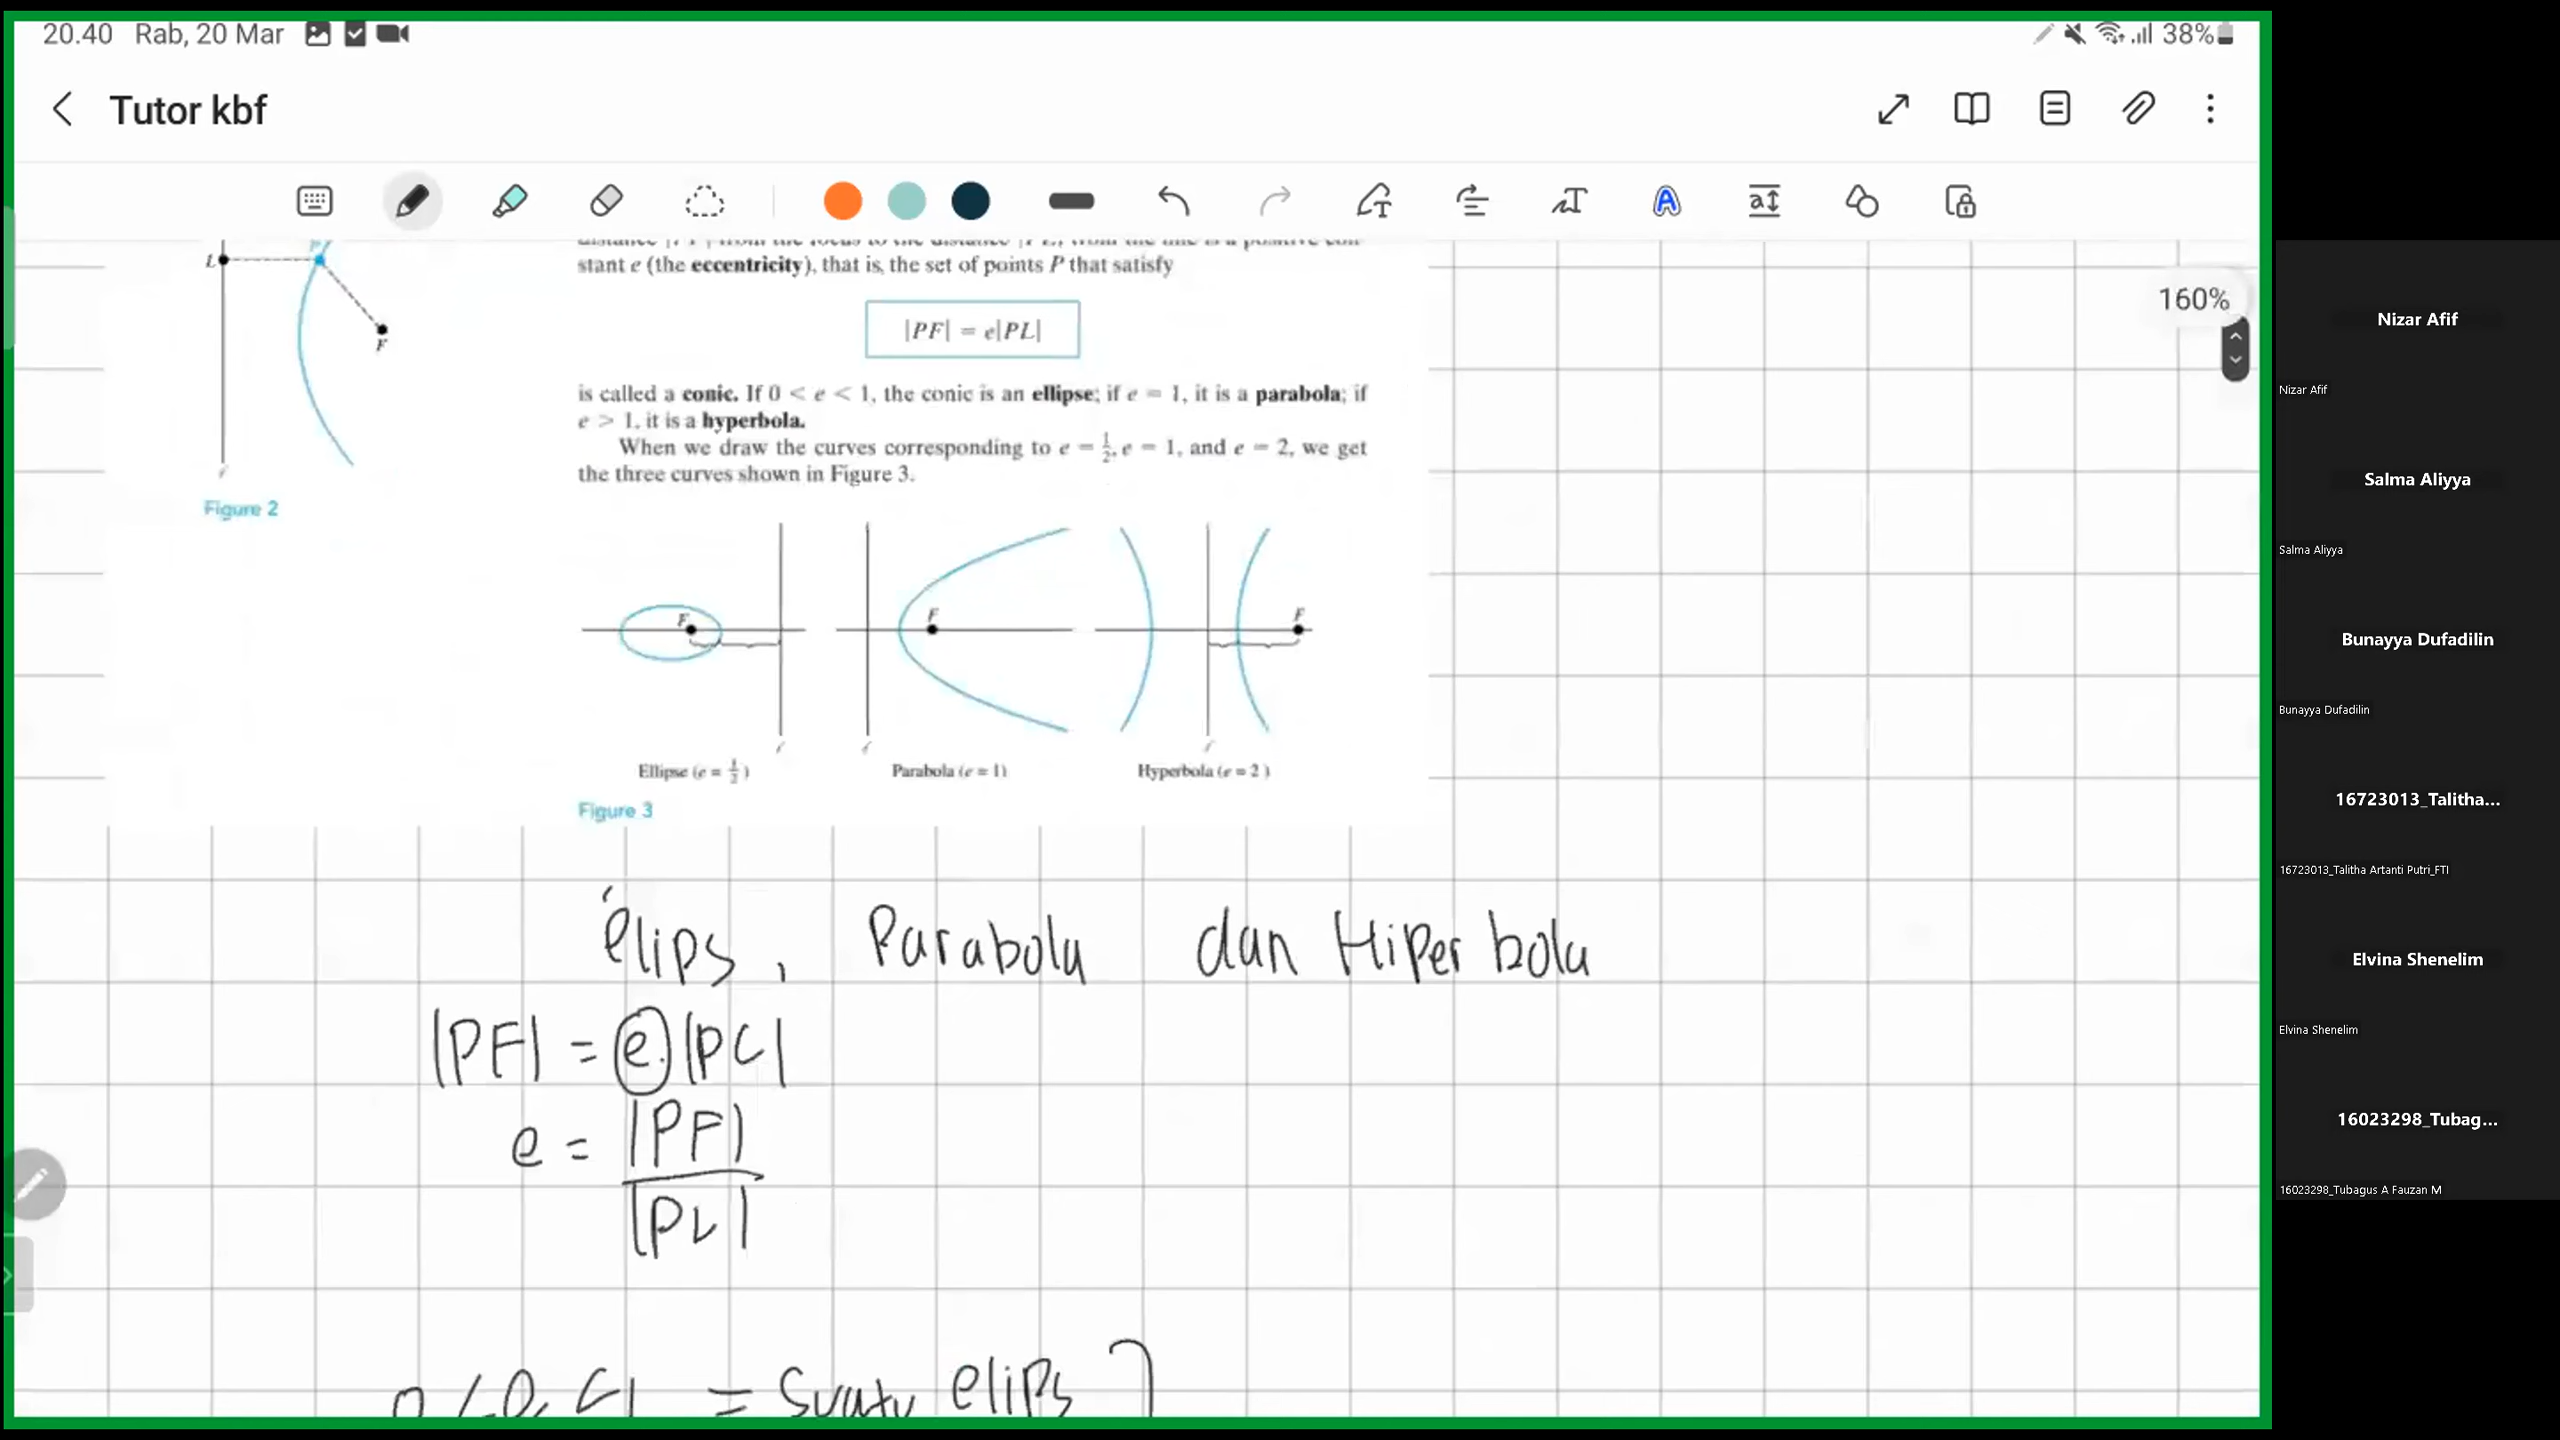 20.40 Rab, 20 Mar
38%
Tutor kbf
160%
L
P
F
Figure 2
stant e (the eccentricity), that is, the set of points P that satisfy
|PF| = e|PL|
is called a conic. If 0 < e < 1, the conic is an ellipse; if e = 1, it is a parabola; if
e > 1, it is a hyperbola.
When we draw the curves corresponding to e = 1/2, e = 1, and e = 2, we get
the three curves shown in Figure 3.
F
F
F
Ellipse (e = 1/2)
Parabola (e = 1)
Hyperbola (e = 2)
Figure 3
elips, Parabola dan Hiperbola
|PF| = e. |PL|
e = |PF|
|PL|
= suatu elips
Nizar Afif
Nizar Afif
Salma Aliyya
Salma Aliyya
Bunayya Dufadilin
Bunayya Dufadilin
16723013_Talitha...
16723013_Talitha Artanti Putri_FTI
Elvina Shenelim
Elvina Shenelim
16023298_Tubag...
16023298_Tubagus A Fauzan M